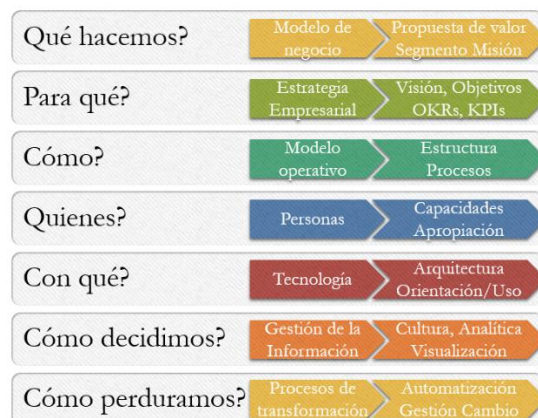 Qué hacemos?
Modelo de
negocio
Propuesta de valor
Segmento Misión
Para qué?
Estrategia
Empresarial
Visión, Objetivos
OKRs, KPIs
Cómo?
Modelo
operativo
Estructura
Procesos
Quienes?
Personas
Capacidades
Apropiación
Con qué?
Tecnología
Arquitectura
Orientación/Uso
Cómo decidimos?
Gestión de la
Información
Cultura, Analítica
Visualización
Cómo perduramos?
Procesos de
transformación
Automatización
Gestión Cambio